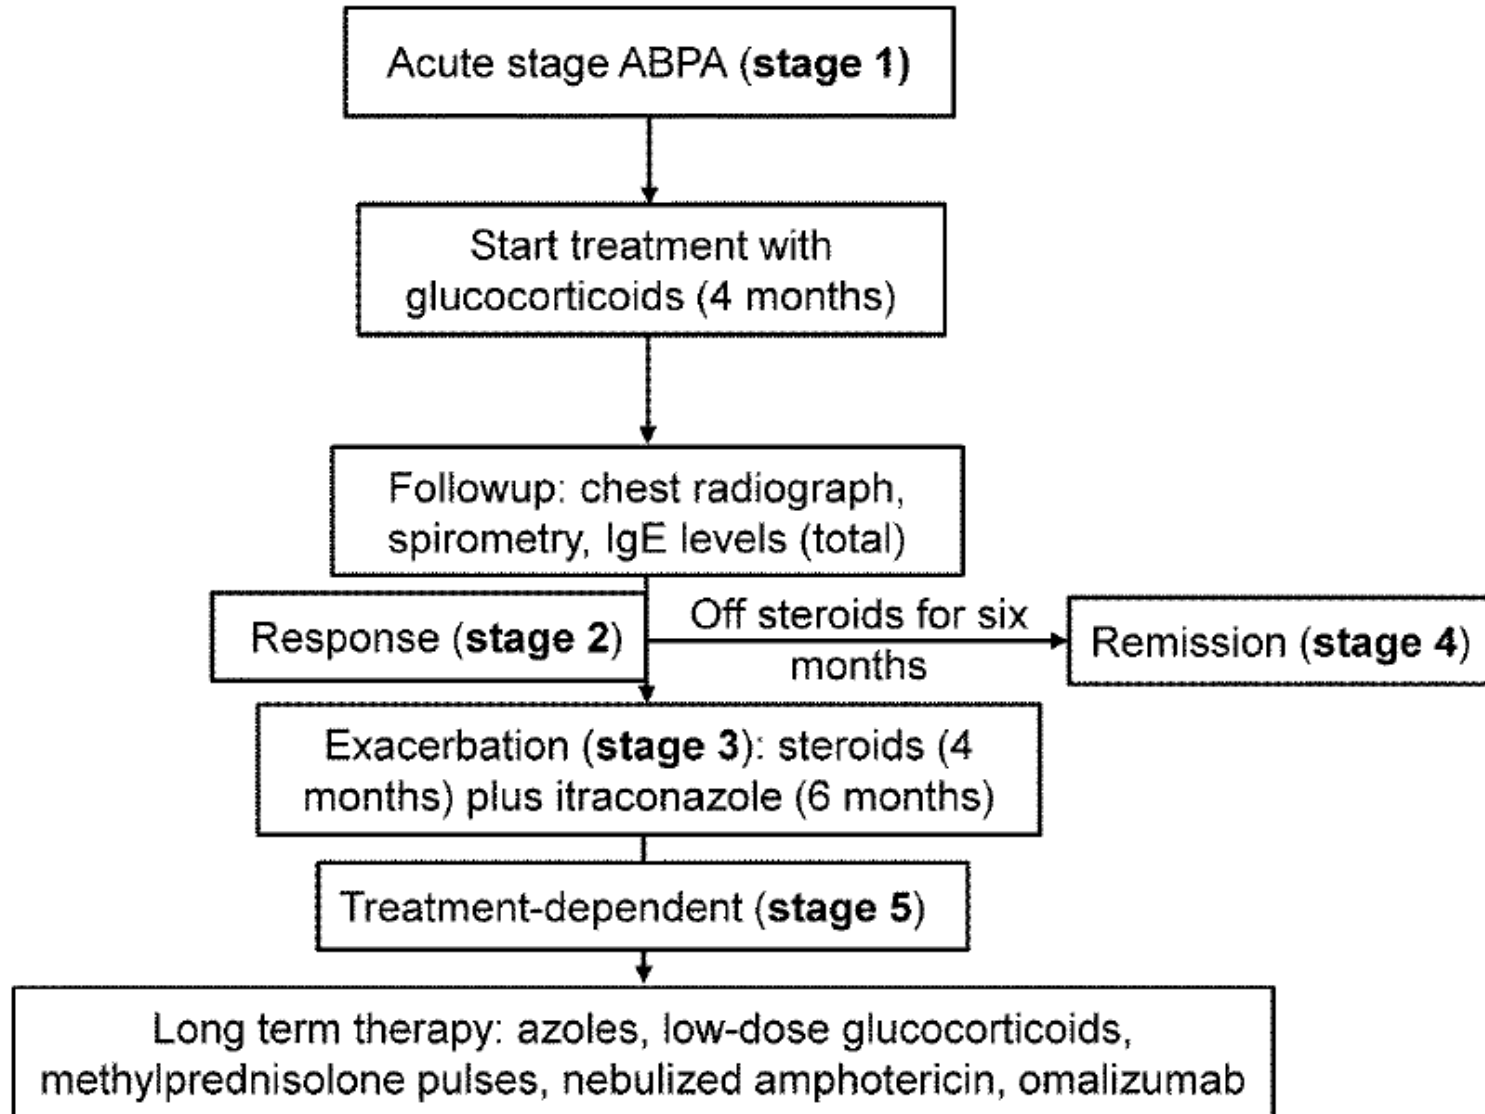 Acute stage ABPA (stage 1)
Start treatment with
glucocorticoids (4 months)
Followup: chest radiograph,
spirometry, IgE levels (total)
Response (stage 2)
Off steroids for six
months
Remission (stage 4)
Exacerbation (stage 3): steroids (4
months) plus itraconazole (6 months)
Treatment-dependent (stage 5)
Long term therapy: azoles, low-dose glucocorticoids,
methylprednisolone pulses, nebulized amphotericin, omalizumab